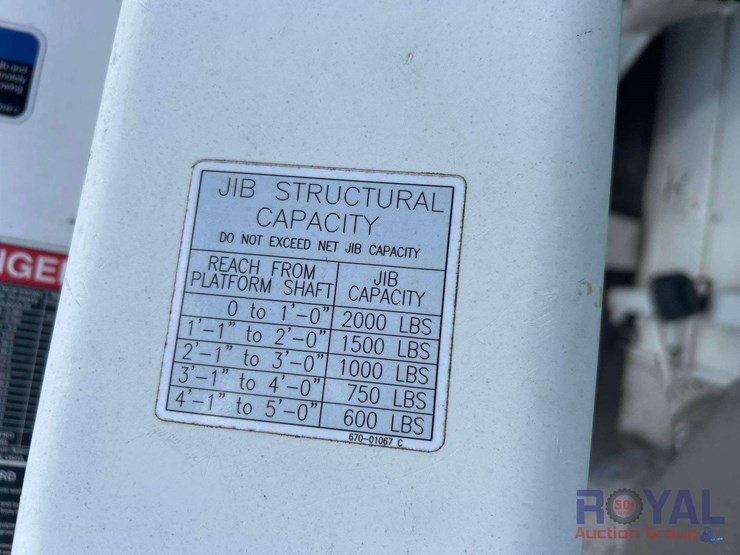 JIB STRUCTURAL
CAPACITY
DO NOT EXCEED NET JIB CAPACITY
REACH FROM PLATFORM SHAFT JIB CAPACITY
0 to 1'-0" 2000 LBS
1'-1" to 2'-0" 1500 LBS
2'-1" to 3'-0" 1000 LBS
3'-1" to 4'-0" 750 LBS
4'-1" to 5'-0" 600 LBS
670-01067 C
NGE
ROYAL
50
Auction Group